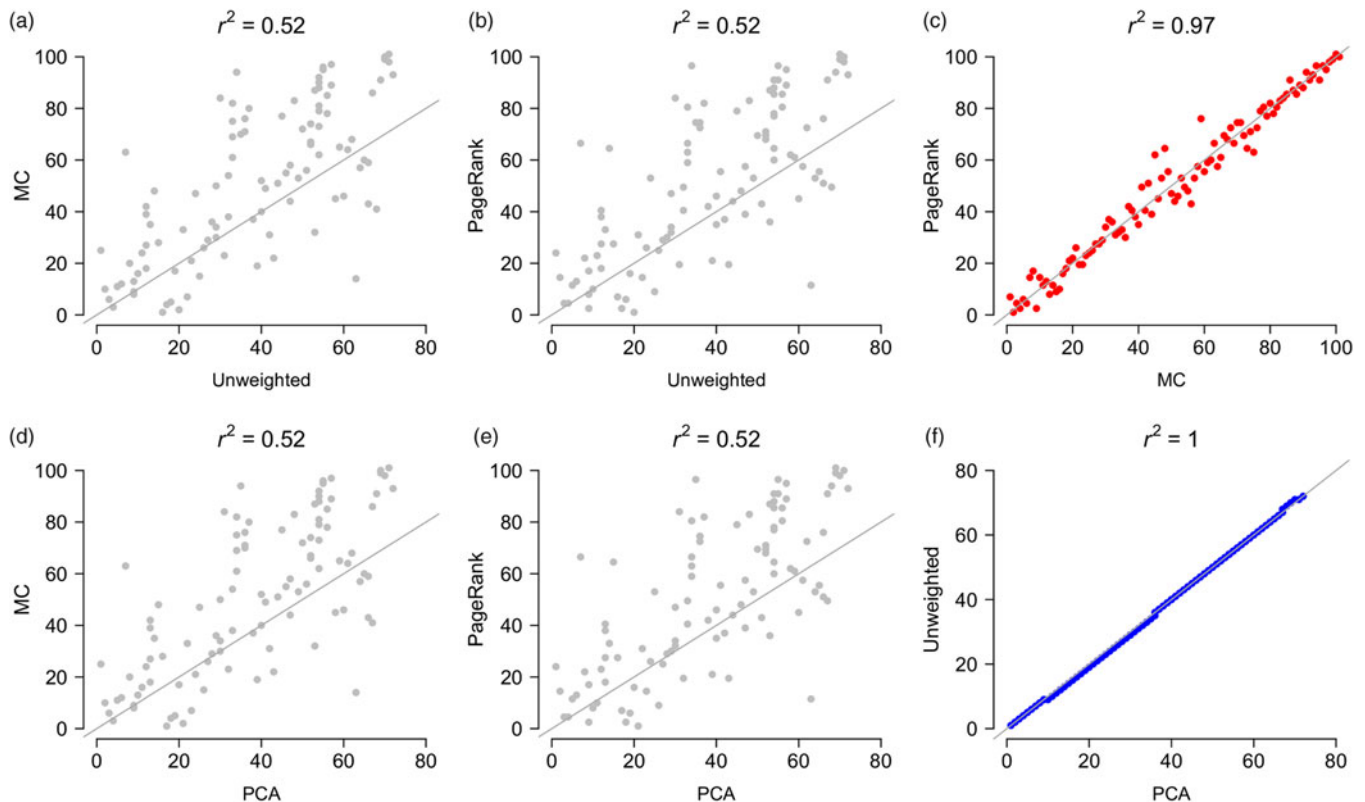 (a) r² = 0.52
MC
100
80
60
40
20
0
0 20 40 60 80
Unweighted
(b) r² = 0.52
PageRank
100
80
60
40
20
0
0 20 40 60 80
Unweighted
(c) r² = 0.97
PageRank
100
80
60
40
20
0
0 20 40 60 80 100
MC
(d) r² = 0.52
MC
100
80
60
40
20
0
0 20 40 60 80
PCA
(e) r² = 0.52
PageRank
100
80
60
40
20
0
0 20 40 60 80
PCA
(f) r² = 1
Unweighted
80
60
40
20
0
0 20 40 60 80
PCA